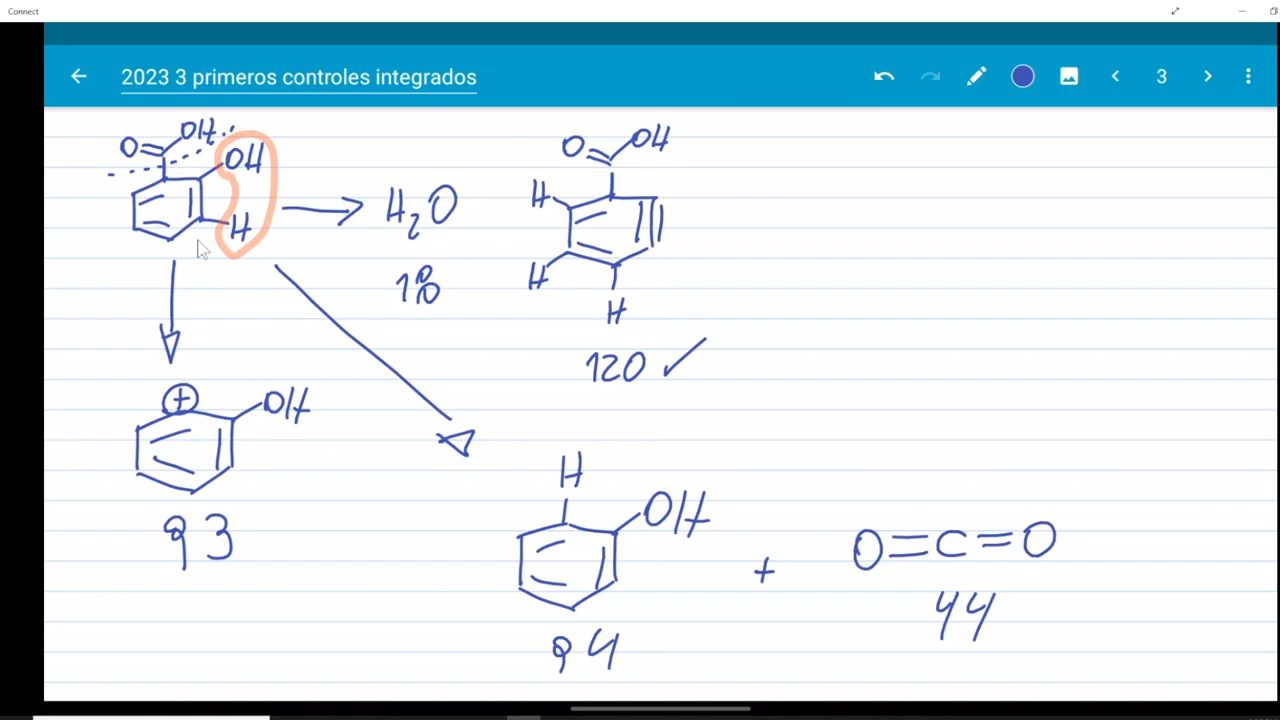 Connect
2023 3 primeros controles integrados
3
O OH
OH
H
H₂O
18
O OH
H
H
H
120 ✓
+
OH
93
H
OH
94
+
O=C=O
44